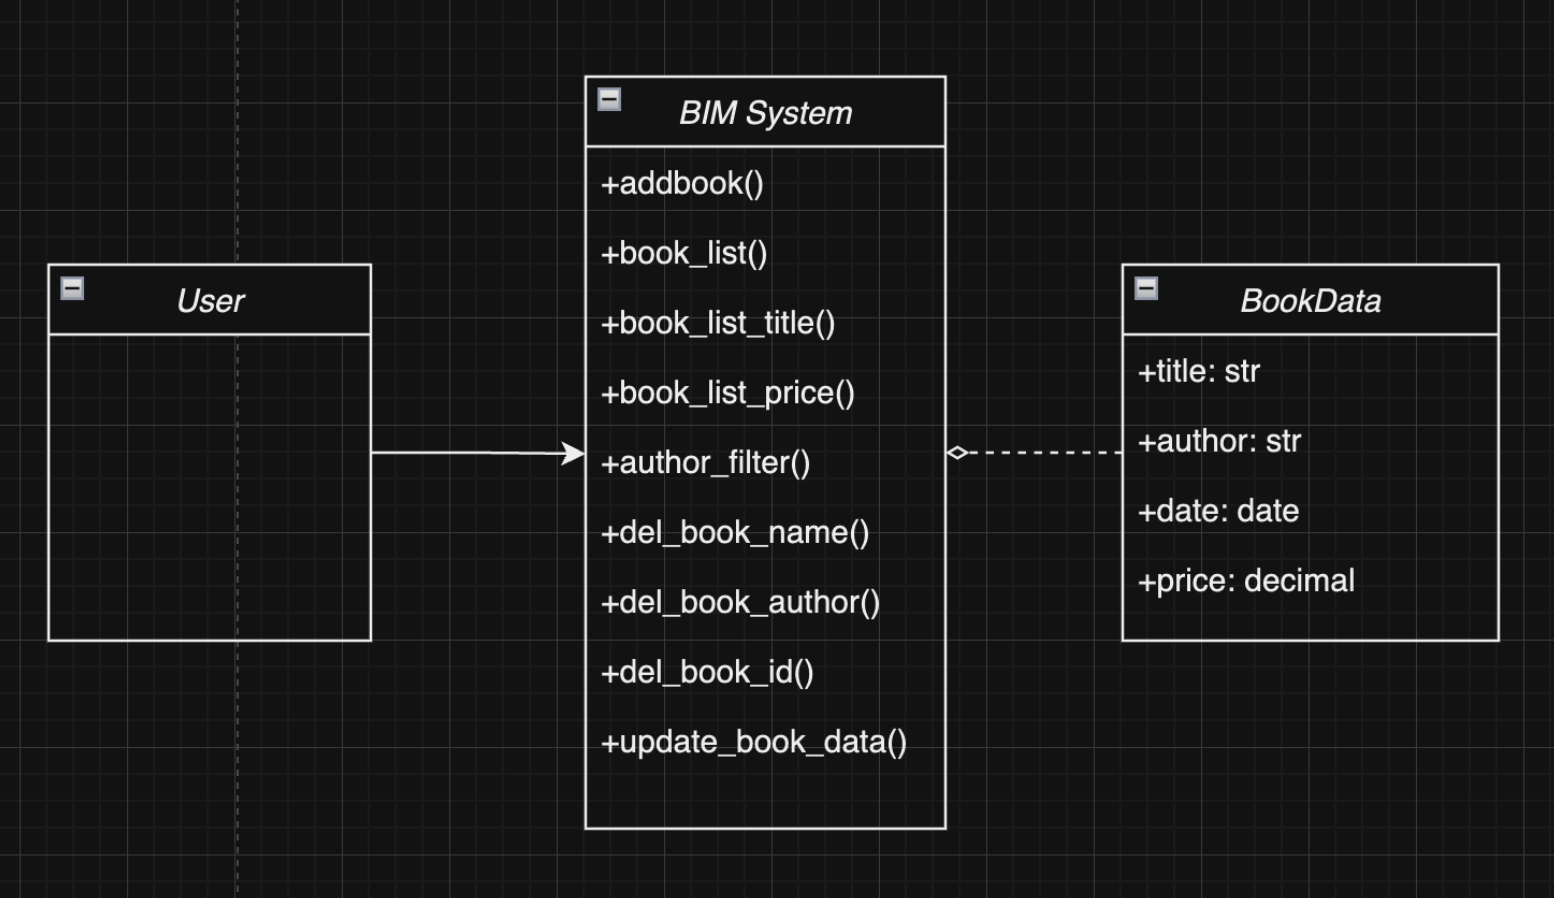 User
BIM System
+addbook()
+book_list()
+book_list_title()
+book_list_price()
+author_filter()
+del_book_name()
+del_book_author()
+del_book_id()
+update_book_data()
BookData
+title: str
+author: str
+date: date
+price: decimal